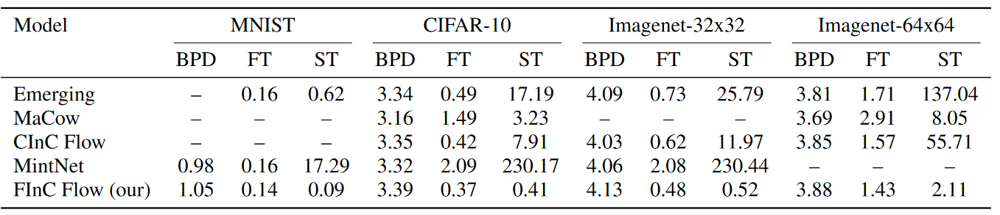 Model MNIST CIFAR-10 Imagenet-32x32 Imagenet-64x64
BPD FT ST BPD FT ST BPD FT ST BPD FT ST
Emerging – 0.16 0.62 3.34 0.49 17.19 4.09 0.73 25.79 3.81 1.71 137.04
MaCow – – – 3.16 1.49 3.23 – – – 3.69 2.91 8.05
CInC Flow – – – 3.35 0.42 7.91 4.03 0.62 11.97 3.85 1.57 55.71
MintNet 0.98 0.16 17.29 3.32 2.09 230.17 4.06 2.08 230.44 – – –
FInC Flow (our) 1.05 0.14 0.09 3.39 0.37 0.41 4.13 0.48 0.52 3.88 1.43 2.11